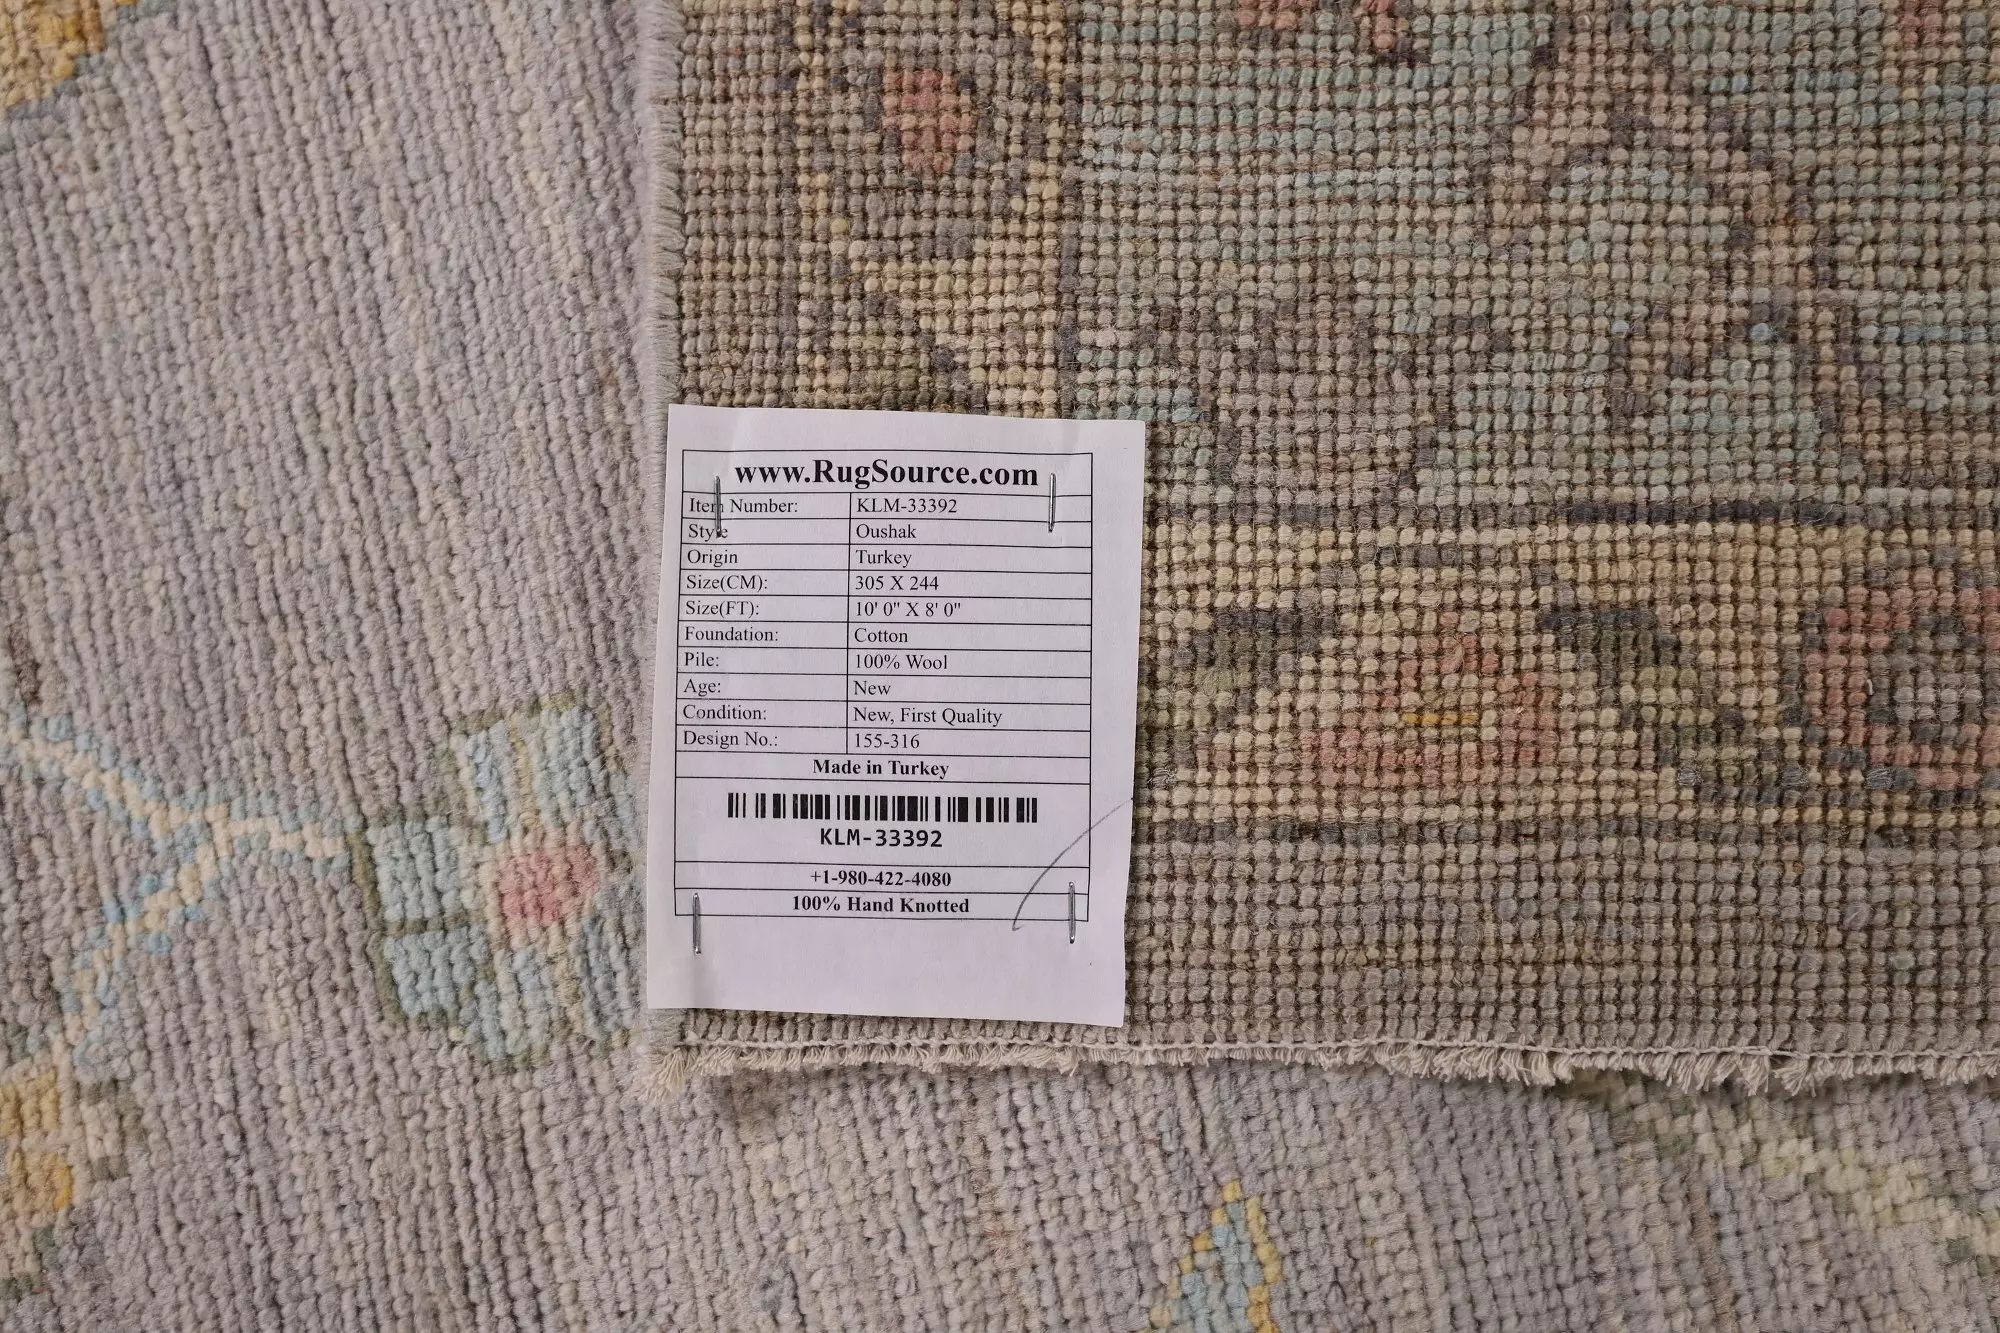 www.RugSource.com
Item Number: KLM-33392
Style Oushak
Origin Turkey
Size(CM): 305 X 244
Size(FT): 10' 0" X 8' 0"
Foundation: Cotton
Pile: 100% Wool
Age: New
Condition: New, First Quality
Design No.: 155-316
Made in Turkey
KLM-33392
+1-980-422-4080
100% Hand Knotted